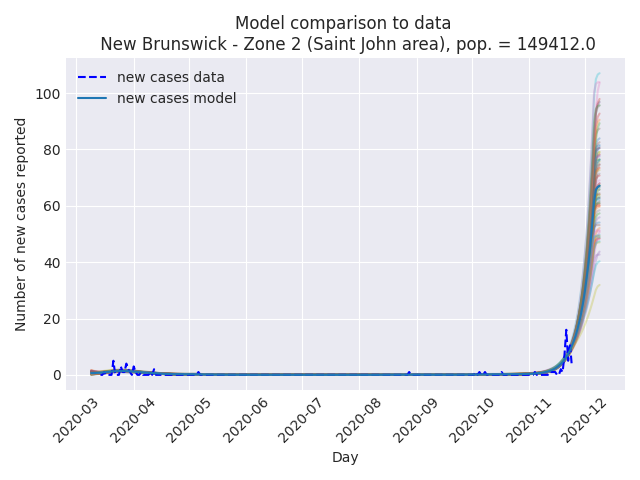 Model comparison to data
New Brunswick - Zone 2 (Saint John area), pop. = 149412.0
new cases data
new cases model
Number of new cases reported
100
80
60
40
20
0
2020-03
2020-04
2020-05
2020-06
2020-07
2020-08
2020-09
2020-10
2020-11
2020-12
Day